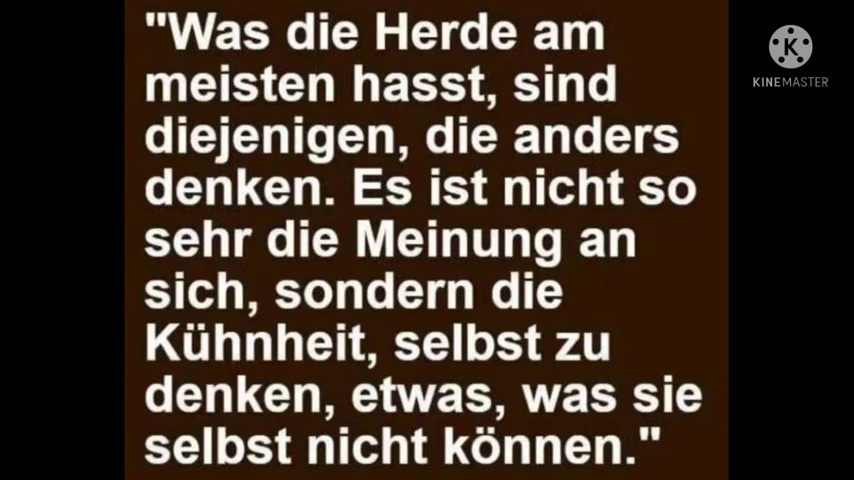 "Was die Herde am
meisten hasst, sind
diejenigen, die anders
denken. Es ist nicht so
sehr die Meinung an
sich, sondern die
Kühnheit, selbst zu
denken, etwas, was sie
selbst nicht können."
K
KINEMASTER